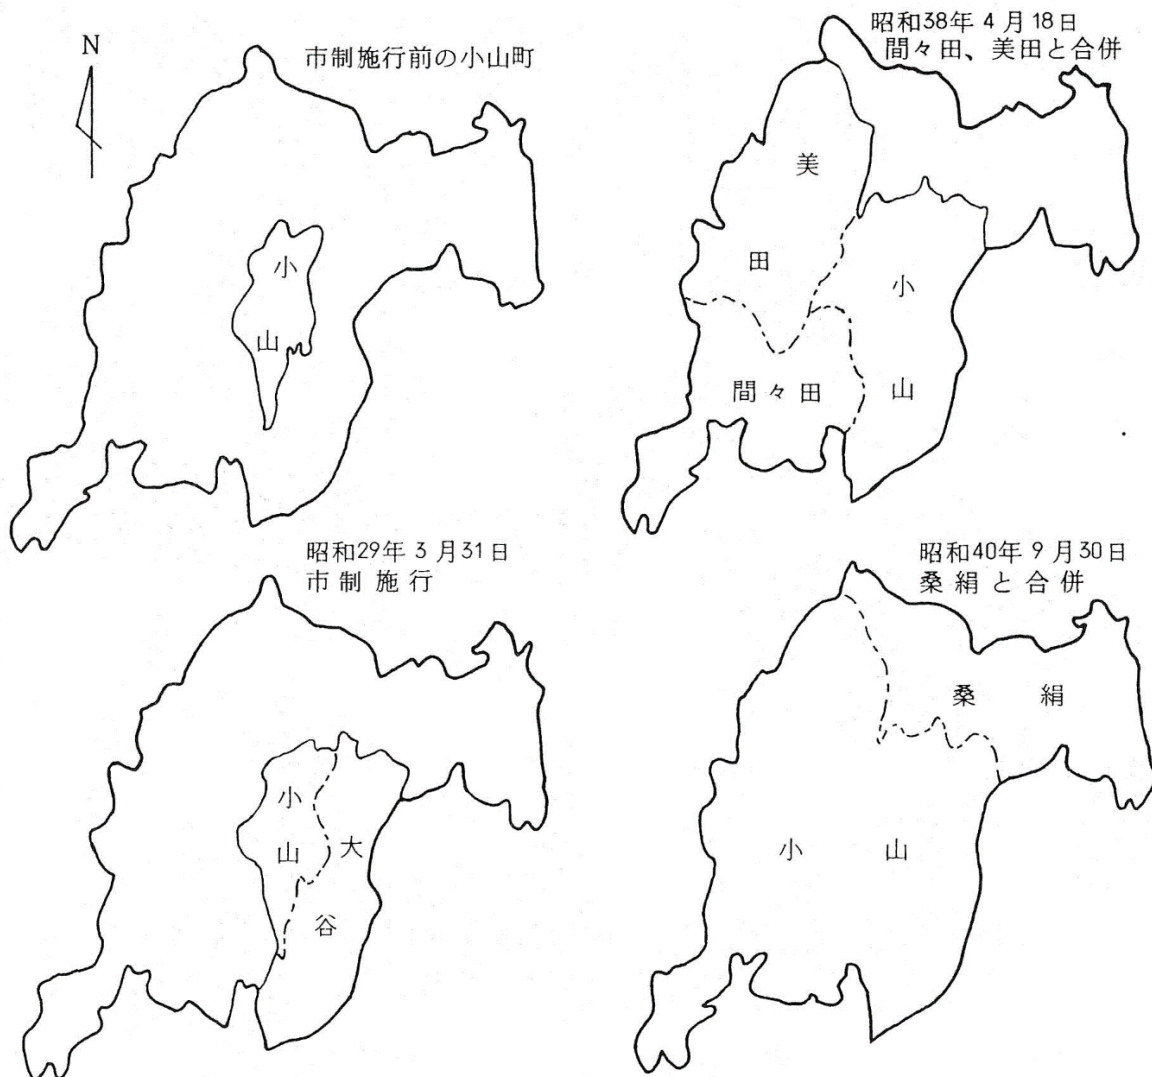 N
市制施行前の小山町
小
山
昭和38年4月18日
間々田、美田と合併
美
田
小
山
間々田
昭和29年3月31日
市制施行
小
山
大
谷
昭和40年9月30日
桑絹と合併
桑絹
小山